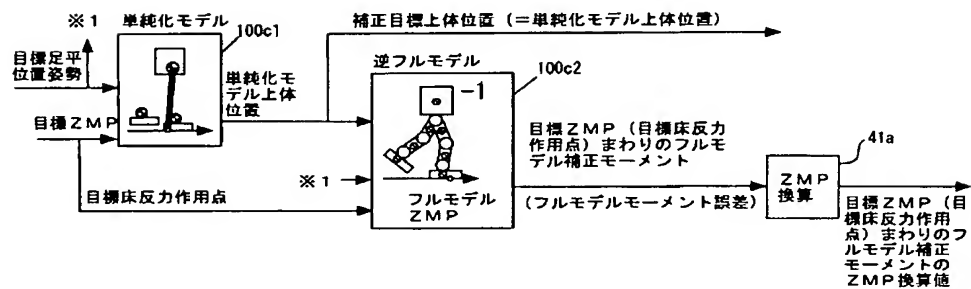 ※1
単純化モデル
100c1
目標足平
位置姿勢
目標ZMP
単純化モ
デル上体
位置
補正目標上体位置(=単純化モデル上体位置)
逆フルモデル
100c2
-1
※1
目標床反力作用点
フルモデル
ZMP
目標ZMP(目標床反力
作用点)まわりのフルモ
デル補正モーメント
(フルモデルモーメント誤差)
41a
ZMP
換算
目標ZMP(目
標床反力作用
点)まわりのフ
ルモデル補正
モーメントの
ZMP換算値